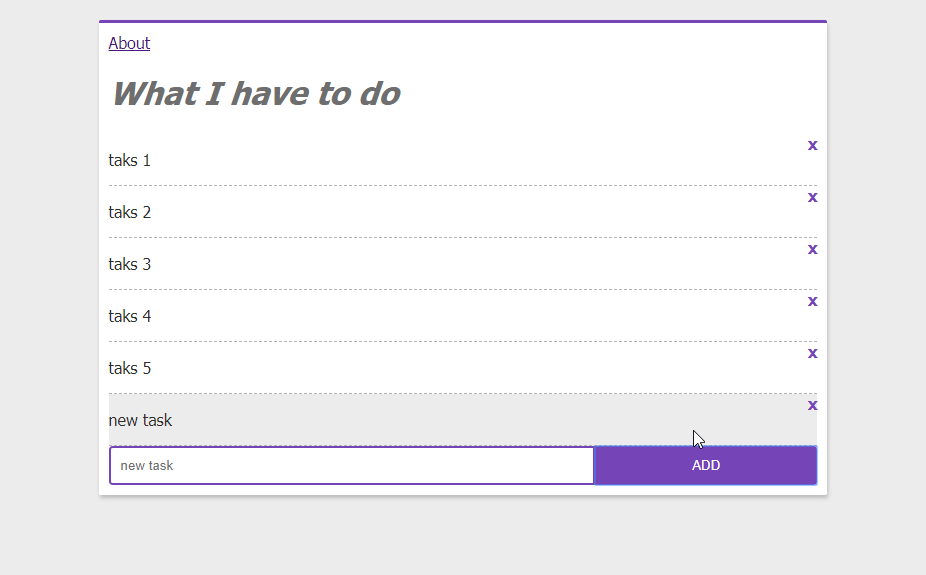 About
What I have to do
x
taks 1
x
taks 2
x
taks 3
x
taks 4
x
taks 5
x
new task
new task ADD